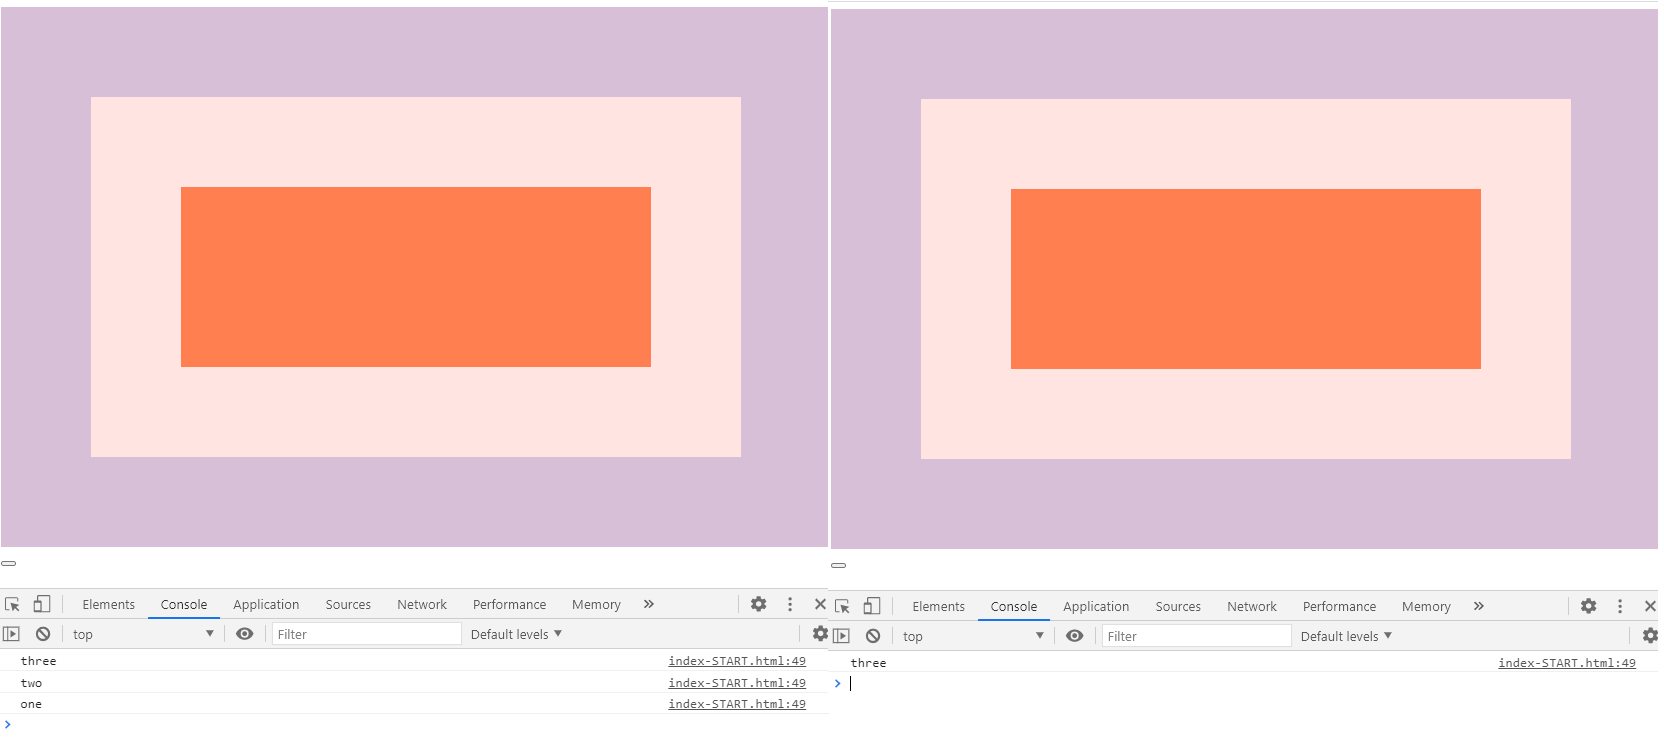 Elements Console Application Sources Network Performance Memory
top Filter Default levels
three index-START.html:49
two index-START.html:49
one index-START.html:49
Elements Console Application Sources Network Performance Memory
top Filter Default levels
three index-START.html:49